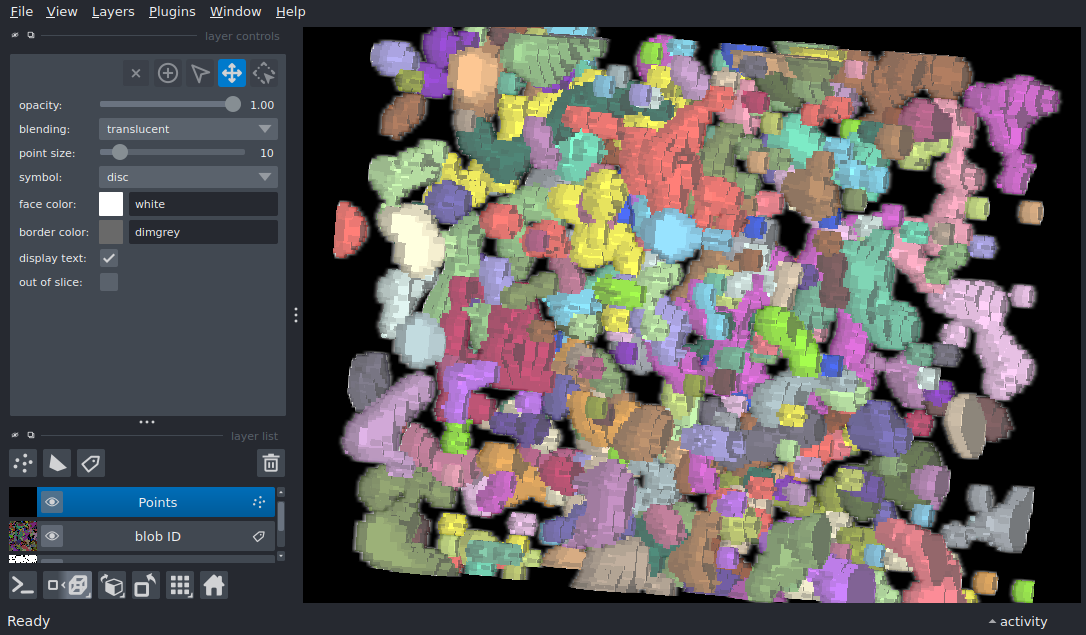 File View Layers Plugins Window Help
layer controls
opacity: 1.00
blending: translucent
point size: 10
symbol: disc
face color: white
border color: dimgrey
display text:
out of slice:
layer list
Points
blob ID
Ready activity